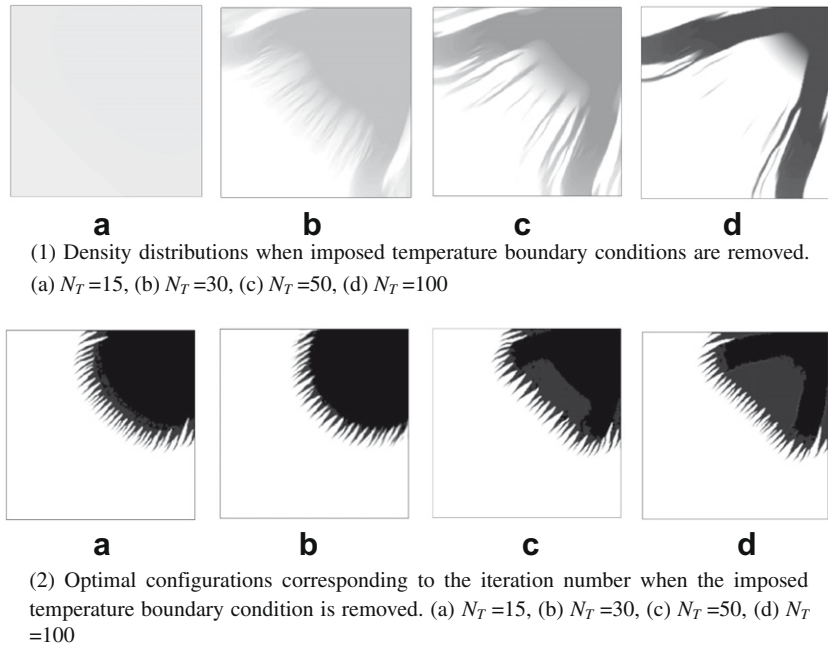 a b c d
(1) Density distributions when imposed temperature boundary conditions are removed.
(a) N_T =15, (b) N_T =30, (c) N_T =50, (d) N_T =100
a b c d
(2) Optimal configurations corresponding to the iteration number when the imposed
temperature boundary condition is removed. (a) N_T =15, (b) N_T =30, (c) N_T =50, (d) N_T
=100